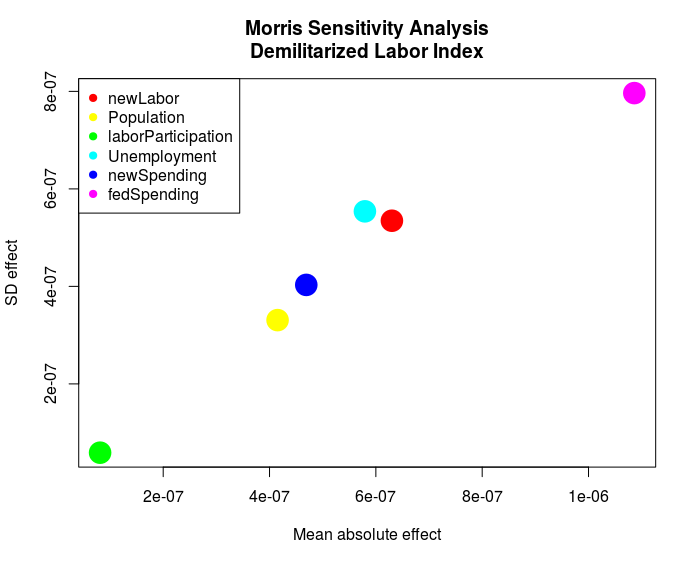 Morris Sensitivity Analysis
Demilitarized Labor Index
newLabor
Population
laborParticipation
Unemployment
newSpending
fedSpending
SD effect
8e-07
6e-07
4e-07
2e-07
2e-07 4e-07 6e-07 8e-07 1e-06
Mean absolute effect